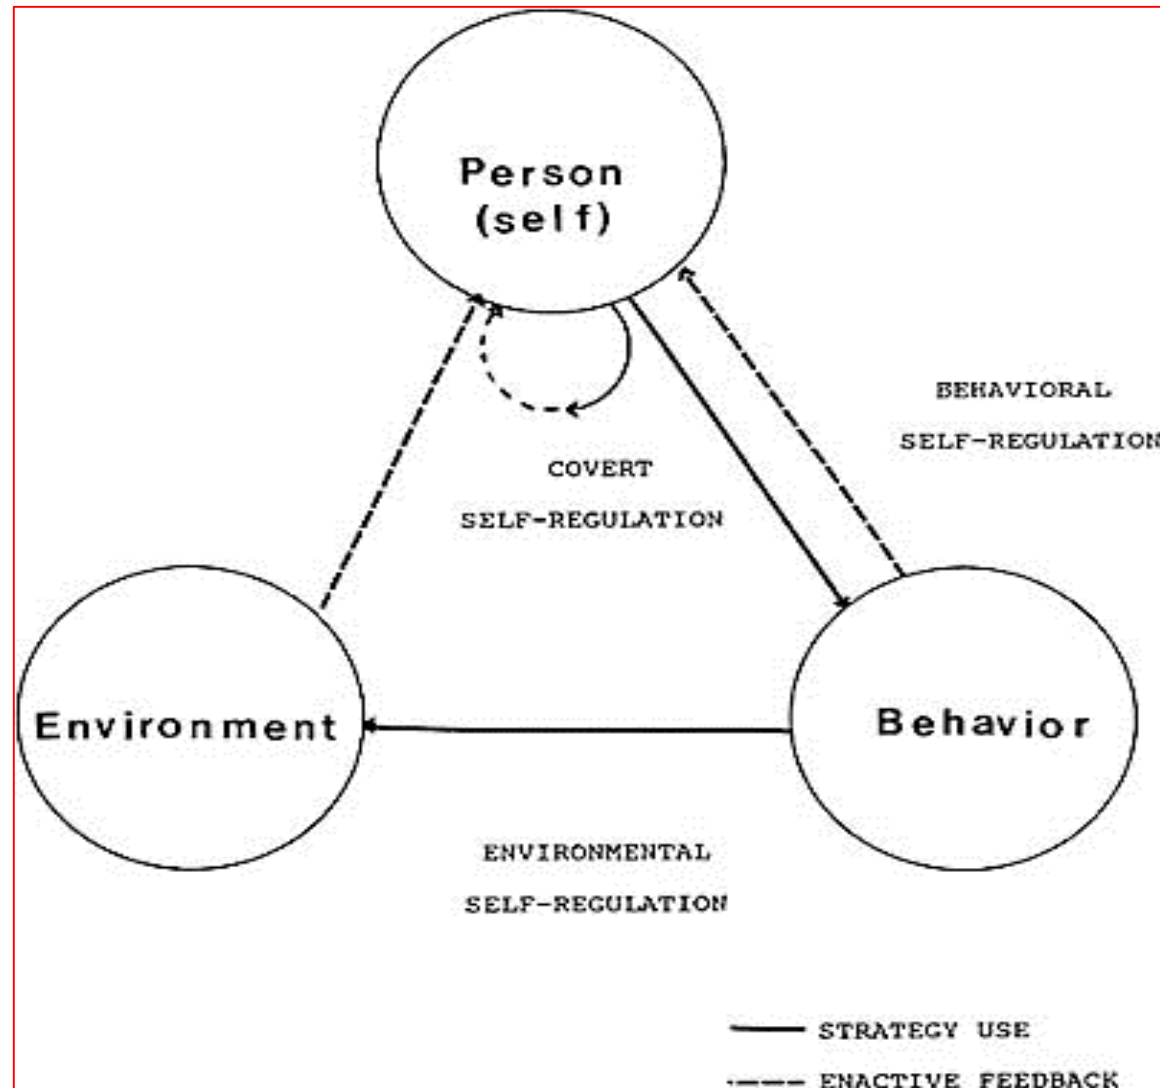 Person
(self)
BEHAVIORAL
SELF-REGULATION
COVERT
SELF-REGULATION
Environment
Behavior
ENVIRONMENTAL
SELF-REGULATION
STRATEGY USE
ENACTIVE FEEDBACK